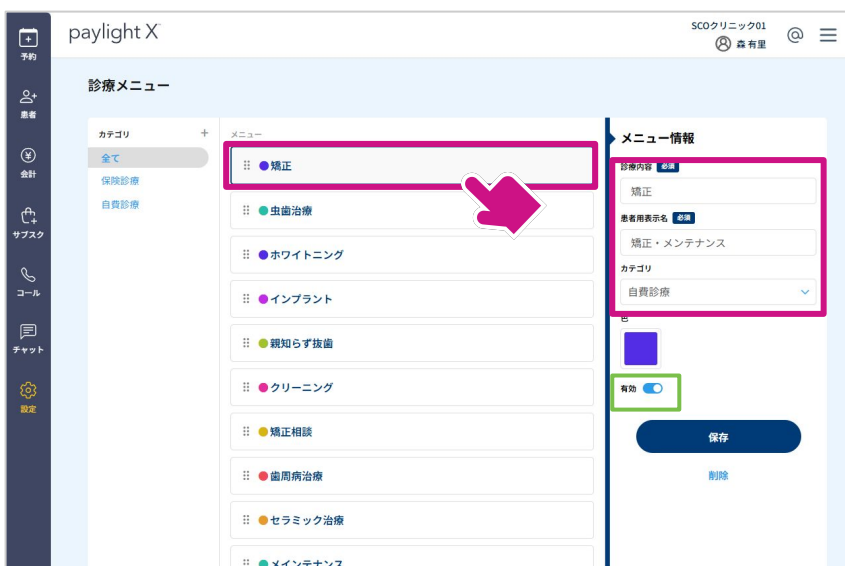 paylight X
SCOクリニック01
森 有里
予約
患者
会計
サブスク
コール
チャット
設定
診療メニュー
カテゴリ +
全て
保険診療
自費診療
メニュー
矯正
虫歯治療
ホワイトニング
インプラント
親知らず抜歯
クリーニング
矯正相談
歯周病治療
セラミック治療
メインテナンス
メニュー情報
診療内容 必須
矯正
患者用表示名 必須
矯正・メンテナンス
カテゴリ
自費診療
色
有効
保存
削除